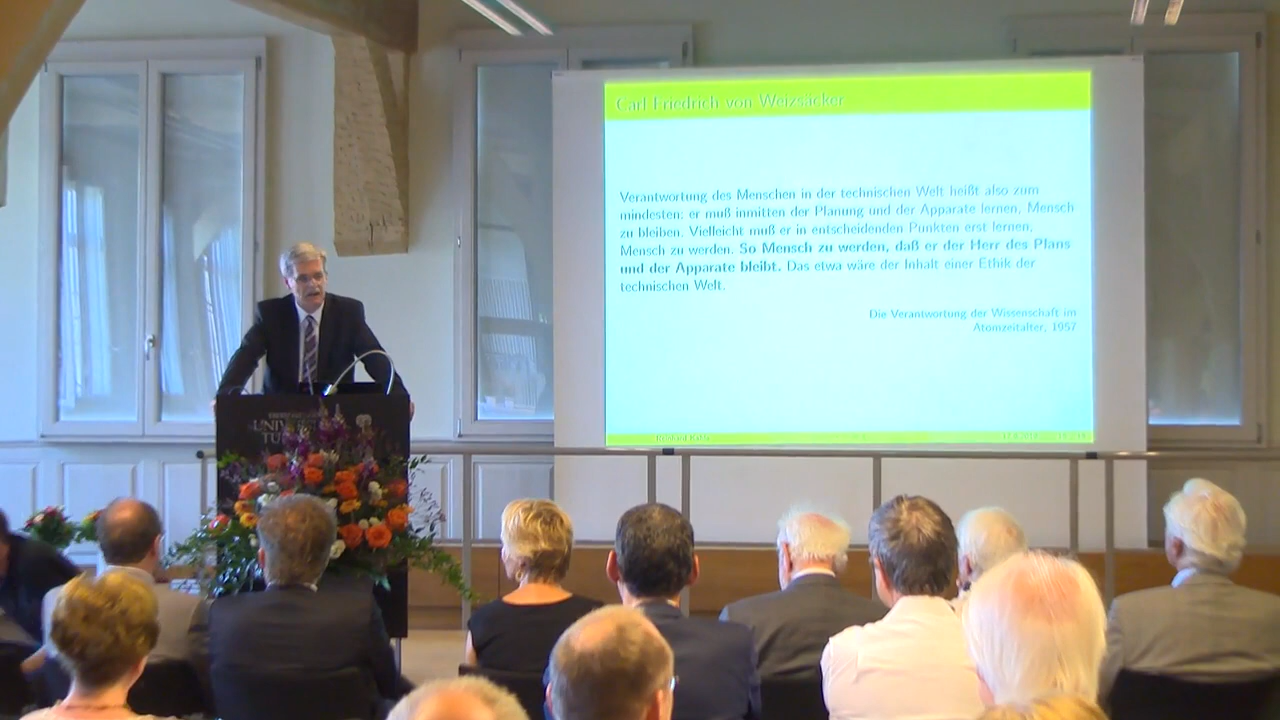 Carl Friedrich von Weizsäcker
Verantwortung des Menschen in der technischen Welt heißt also zum
mindesten: er muß inmitten der Planung und der Apparate lernen, Mensch
zu bleiben. Vielleicht muß er in entscheidenden Punkten erst lernen,
Mensch zu werden. So Mensch zu werden, daß er der Herr des Plans
und der Apparate bleibt. Das etwa wäre der Inhalt einer Ethik der
technischen Welt.
Die Verantwortung der Wissenschaft im
Atomzeitalter, 1957